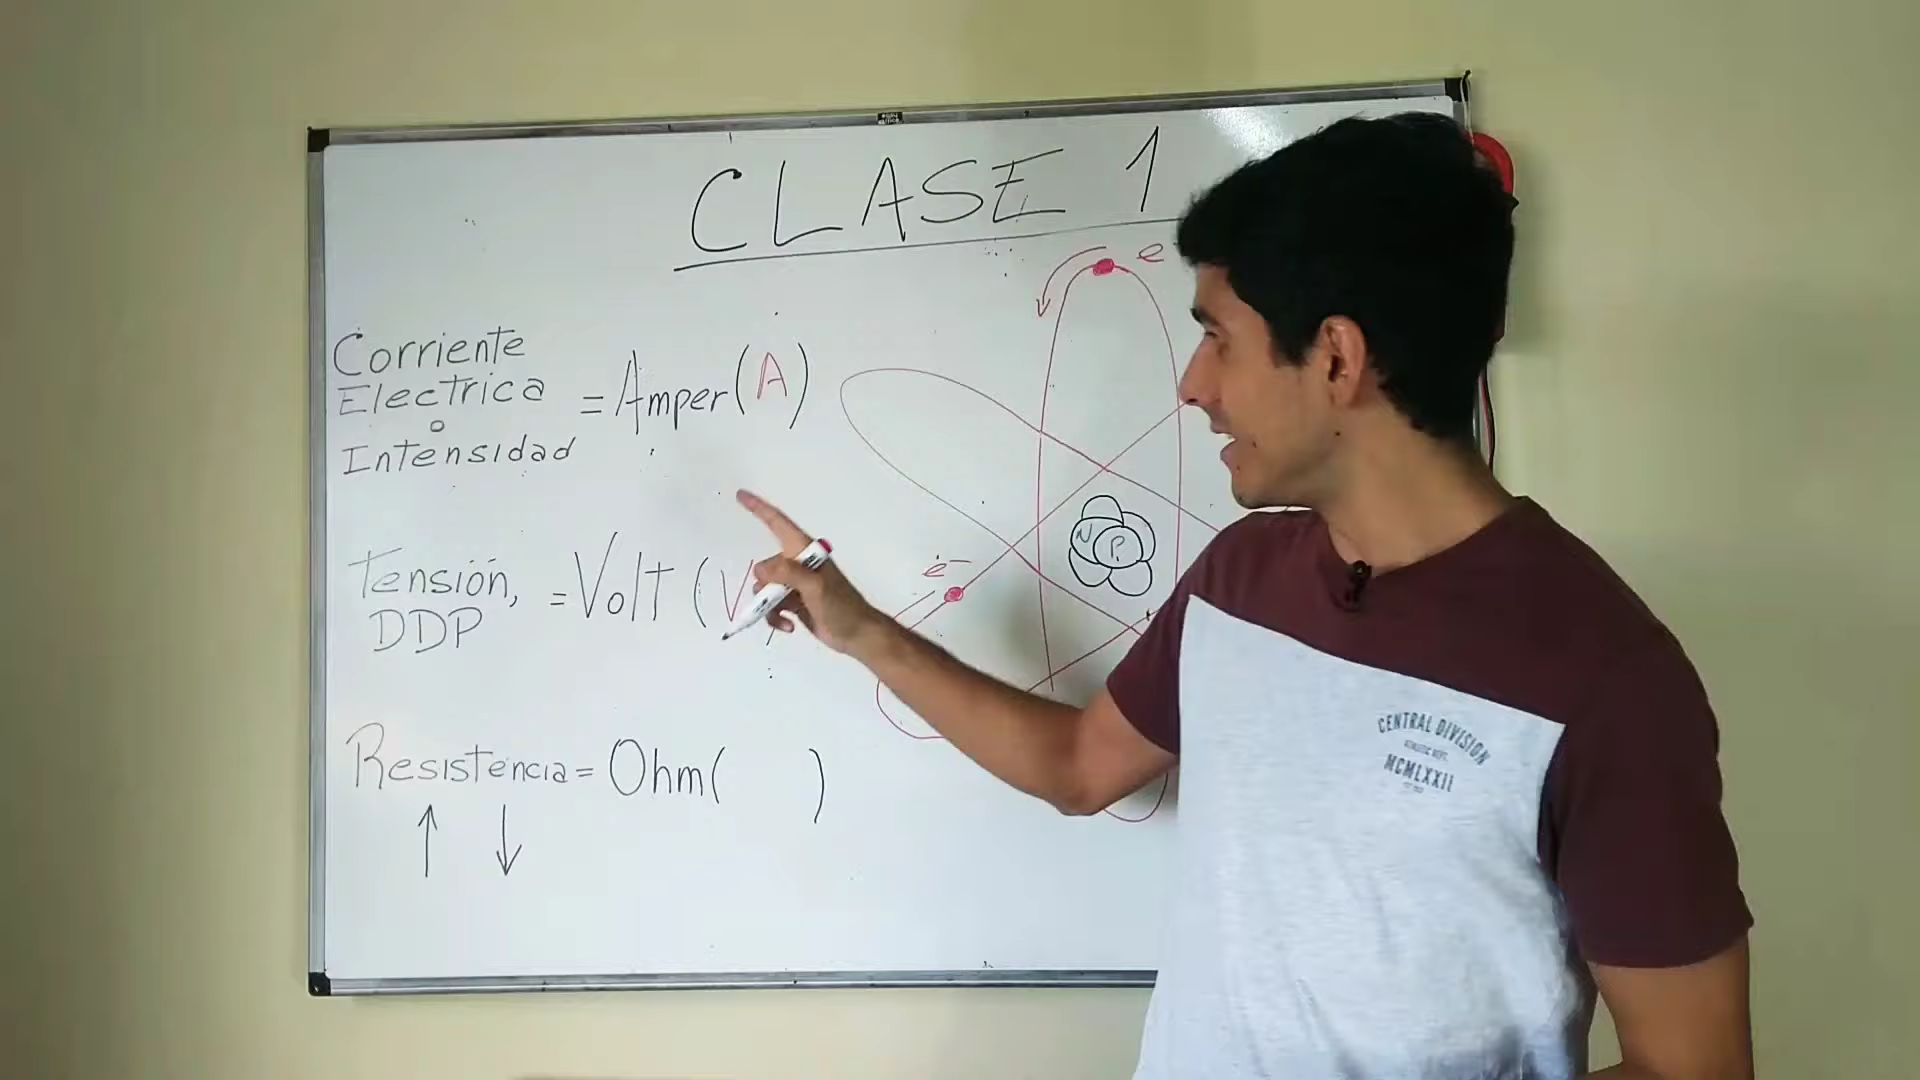 CLASE 1
Corriente
Electrica
o
Intensidad
= Amper (A)
Tensión,
DDP
= Volt (V
Resistencia = Ohm( )
e
e-
N
P
CENTRAL DIVISION
MCMLXXII